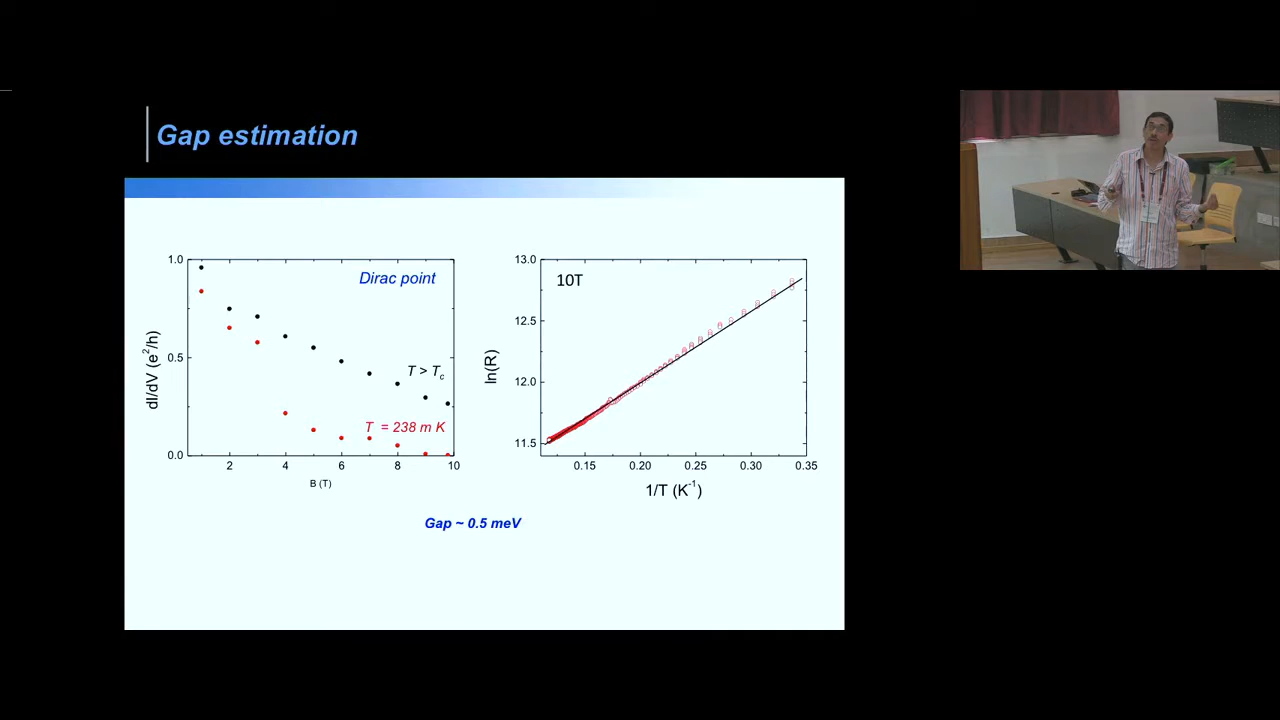 Gap estimation
Dirac point
T > Tc
T = 238 m K
dI/dV (e²/h)
1.0
0.5
0.0
2 4 6 8 10
B (T)
10T
ln(R)
13.0
12.5
12.0
11.5
0.15 0.20 0.25 0.30 0.35
1/T (K⁻¹)
Gap ~ 0.5 meV